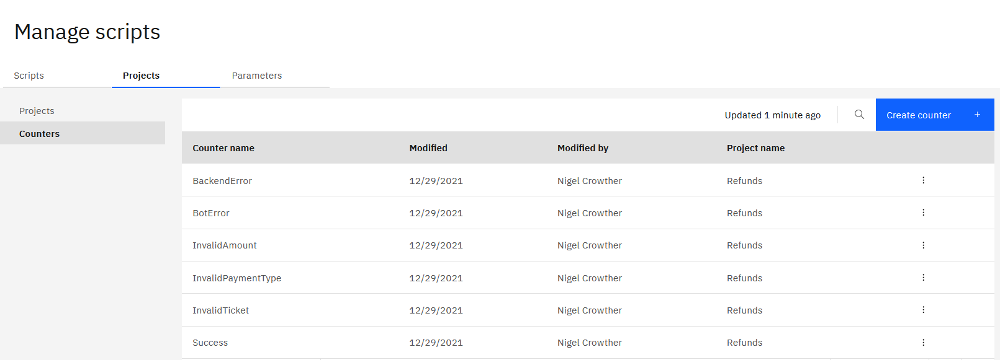 Manage scripts
Scripts Projects Parameters
Projects
Counters
Updated 1 minute ago Create counter +
Counter name Modified Modified by Project name
BackendError 12/29/2021 Nigel Crowther Refunds
BotError 12/29/2021 Nigel Crowther Refunds
InvalidAmount 12/29/2021 Nigel Crowther Refunds
InvalidPaymentType 12/29/2021 Nigel Crowther Refunds
InvalidTicket 12/29/2021 Nigel Crowther Refunds
Success 12/29/2021 Nigel Crowther Refunds